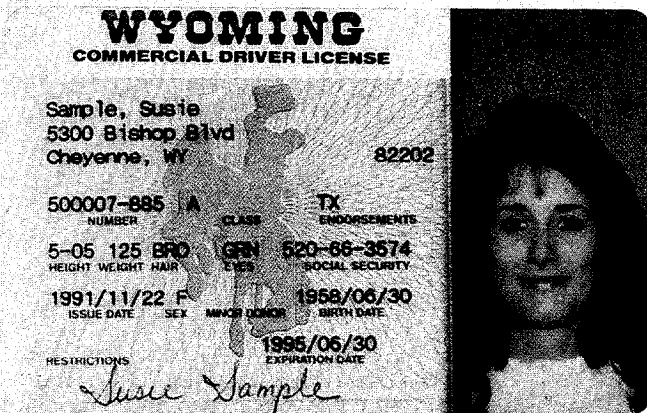 WYOMING
COMMERCIAL DRIVER LICENSE
Sample, Susie
5300 Bishop Blvd
Cheyenne, WY 82202
500007-885 A TX
NUMBER CLASS ENDORSEMENTS
5-05 125 BRO GRN 520-66-3574
HEIGHT WEIGHT HAIR EYES SOCIAL SECURITY
1991/11/22 F 1958/06/30
ISSUE DATE SEX MINOR DONOR BIRTH DATE
1995/06/30
RESTRICTIONS EXPIRATION DATE
Susie Sample